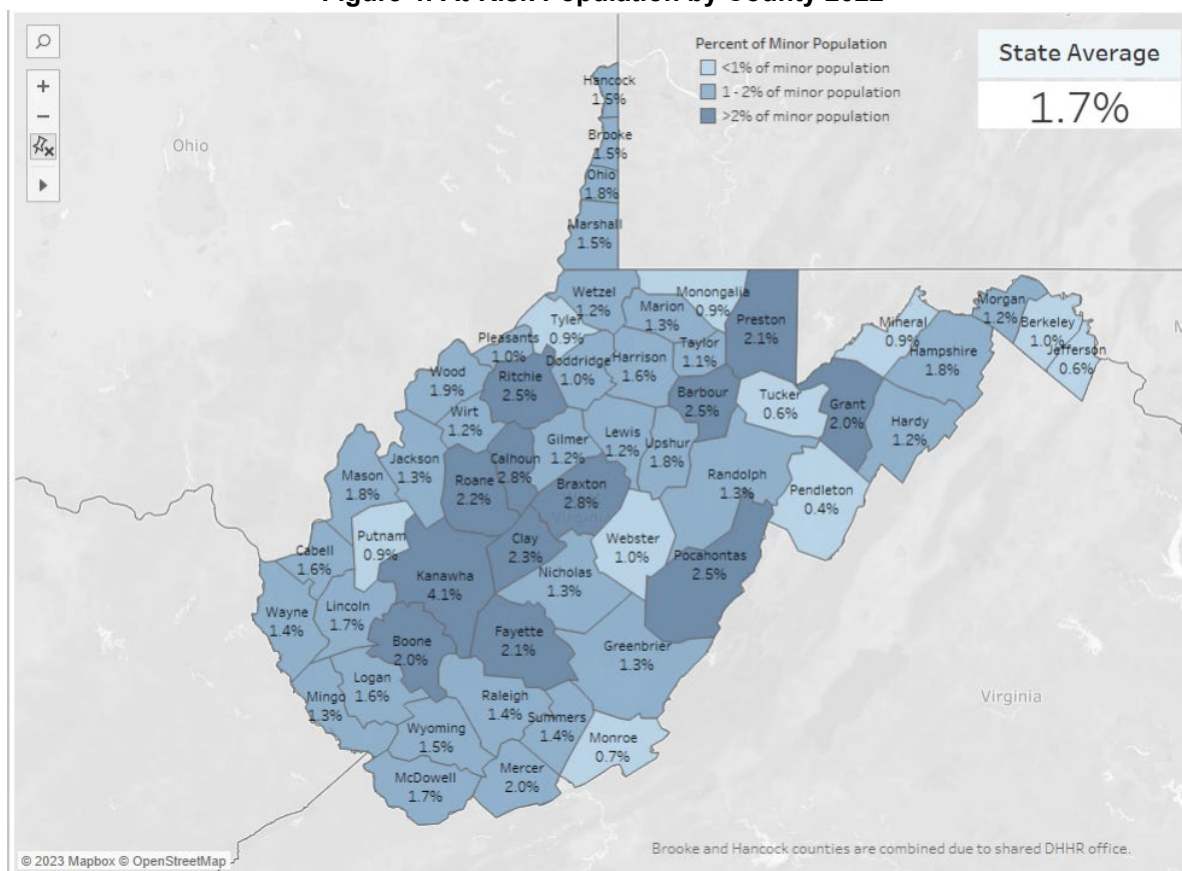 Percent of Minor Population
<1% of minor population
1 - 2% of minor population
>2% of minor population
State Average
1.7%
Ohio
Hancock
1.5%
Brooke
1.5%
Ohio
1.8%
Marshall
1.5%
Wetzel
1.2%
Monongalia
0.9%
Marion
1.3%
Preston
2.1%
Tyler
0.9%
Pleasants
1.0%
Doddridge
1.0%
Harrison
1.6%
Taylor
1.1%
Mineral
0.9%
Morgan
1.2%
Berkeley
1.0%
Jefferson
0.6%
Hampshire
1.8%
Wood
1.9%
Ritchie
2.5%
Barbour
2.5%
Tucker
0.6%
Grant
2.0%
Hardy
1.2%
Wirt
1.2%
Gilmer
1.2%
Lewis
1.2%
Upshur
1.8%
Jackson
1.3%
Calhoun
2.8%
Mason
1.8%
Roane
2.2%
Braxton
2.8%
Randolph
1.3%
Pendleton
0.4%
Virginia
Putnam
0.9%
Clay
2.3%
Webster
1.0%
Cabell
1.6%
Pocahontas
2.5%
Kanawha
4.1%
Nicholas
1.3%
Wayne
1.4%
Lincoln
1.7%
Boone
2.0%
Fayette
2.1%
Greenbrier
1.3%
Logan
1.6%
Mingo
1.3%
Raleigh
1.4%
Summers
1.4%
Virginia
Wyoming
1.5%
Monroe
0.7%
McDowell
1.7%
Mercer
2.0%
Brooke and Hancock counties are combined due to shared DHHR office.
© 2023 Mapbox © OpenStreetMap